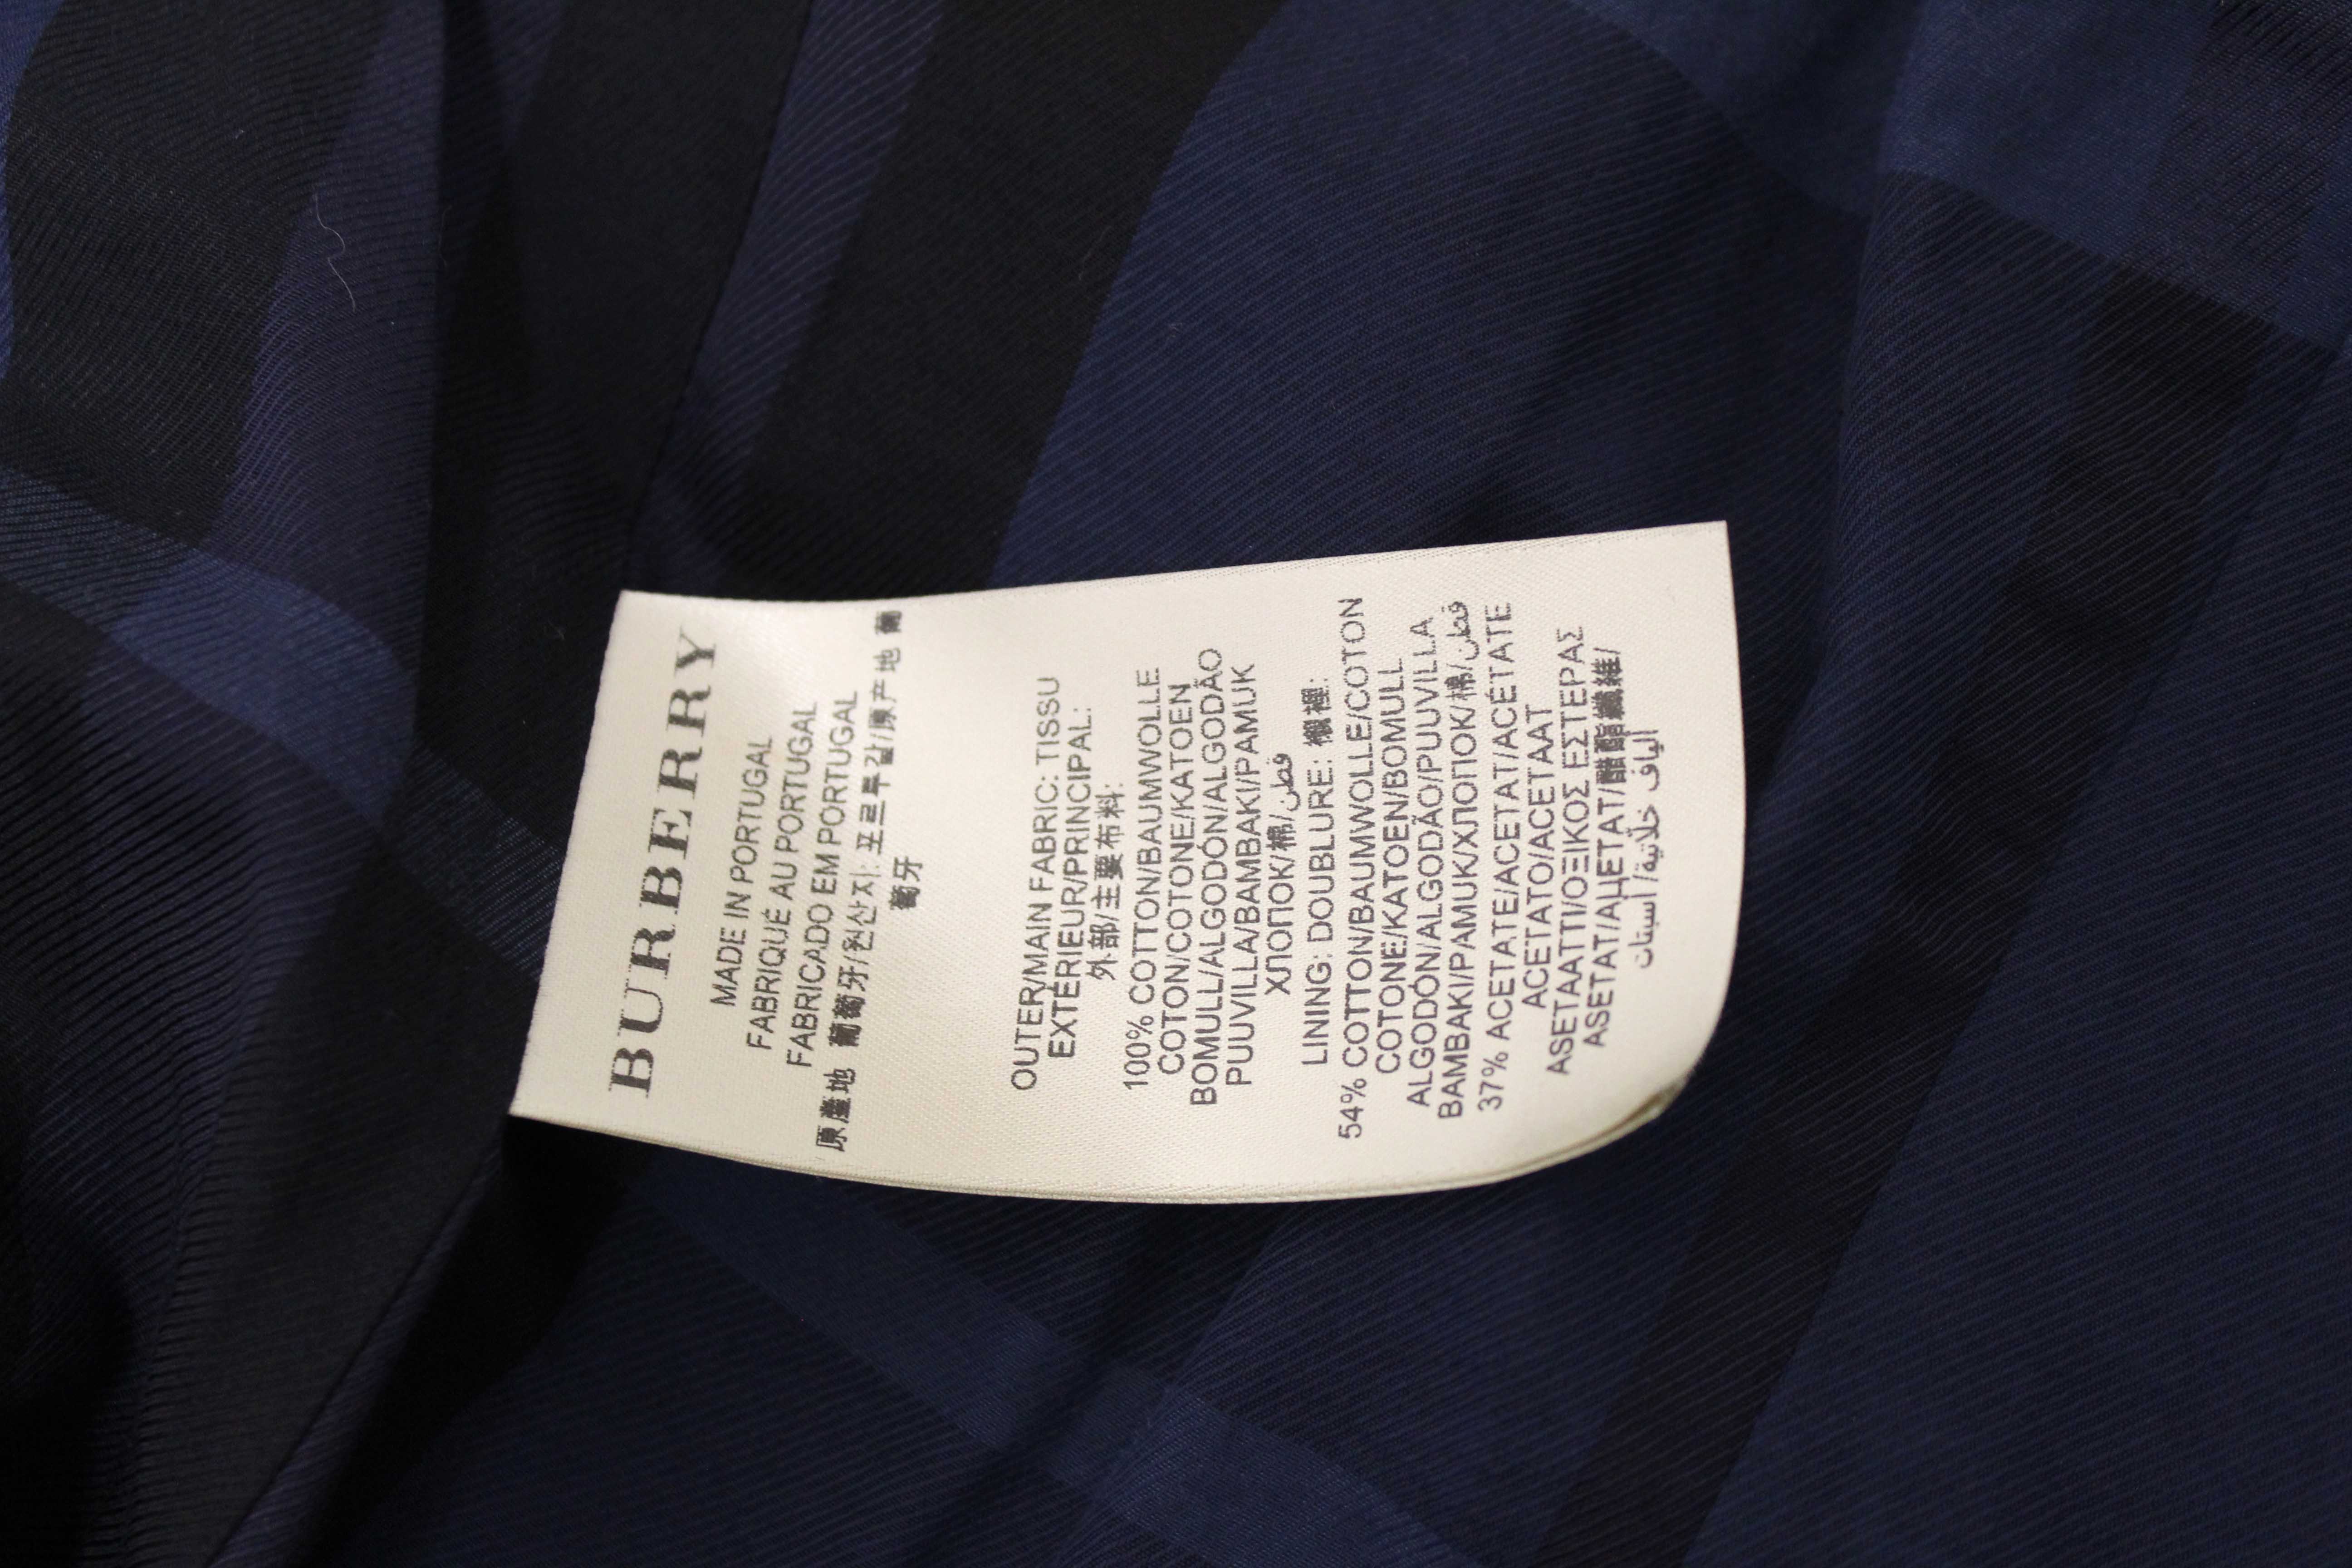 BURBERRY
MADE IN PORTUGAL
FABRIQUÉ AU PORTUGAL
FABRICADO EM PORTUGAL
原產地 葡萄牙/원산지: 포르투갈/原产地 葡
萄牙
OUTER/MAIN FABRIC: TISSU
EXTÉRIEUR/PRINCIPAL:
外部/主要布料:
100% COTTON/BAUMWOLLE
COTON/COTONE/KATOEN
BOMULL/ALGODÓN/ALGODÃO
PUUVILLA/BAMBAKI/PAMUK
ХЛОПОК/棉/قطن
LINING: DOUBLURE: 襯裡:
54% COTTON/BAUMWOLLE/COTON
COTONE/KATOEN/BOMULL
ALGODÓN/ALGODÃO/PUUVILLA
BAMBAKI/PAMUK/ХЛОПОК/棉/قطن
37% ACETATE/ACETAT/ACÉTATE
ACETATO/ACETAAT
ASETAATTI/ΟΞΙΚΟΣ ΕΣΤΕΡΑΣ
ASETAT/АЦЕТАТ/醋酯纖維/
ألياف خلّاتية/ أسيتات